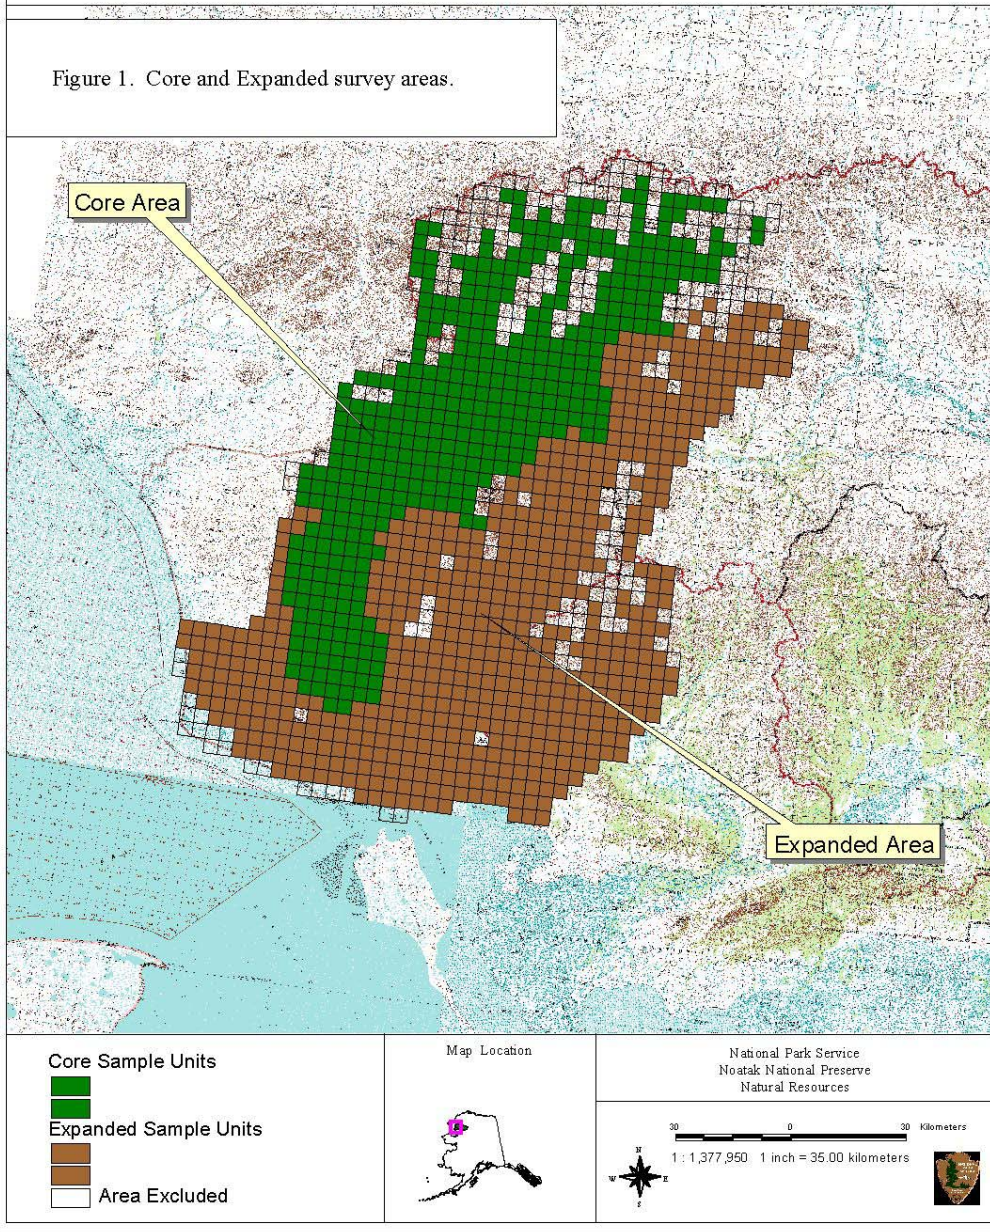 Figure 1. Core and Expanded survey areas.
Core Area
Expanded Area
Core Sample Units
Expanded Sample Units
Area Excluded
Map Location
National Park Service
Noatak National Preserve
Natural Resources
30 0 30 Kilometers
1 : 1,377,950 1 inch = 35.00 kilometers
N
W E
S